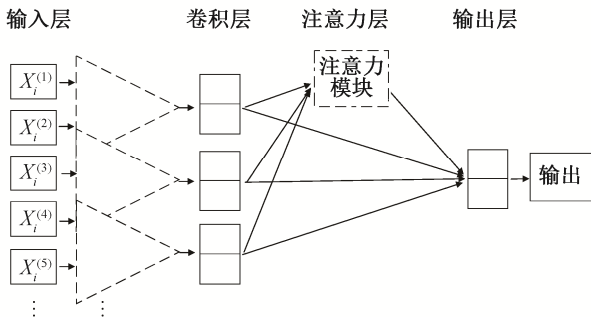 输入层 卷积层 注意力层 输出层
X_i^{(1)}
注意力
模块
X_i^{(2)}
X_i^{(3)}
输出
X_i^{(4)}
X_i^{(5)}
⋮ ⋮